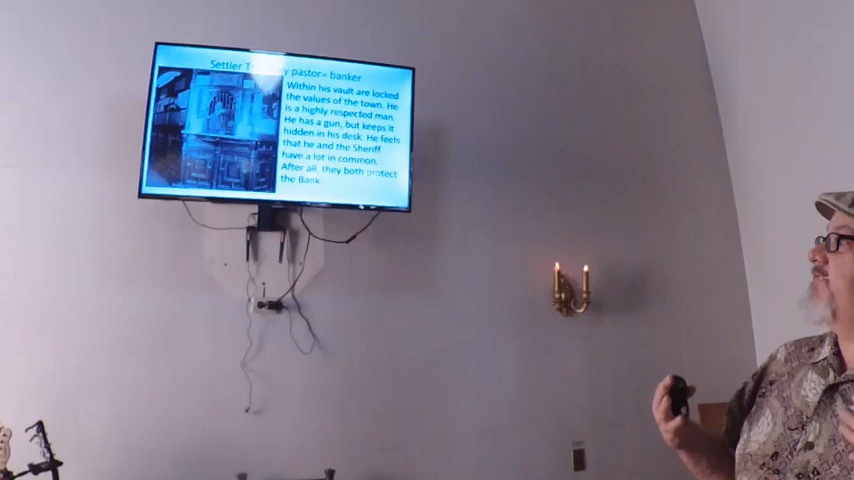 Settler T y pastor= banker
Within his vault are locked
the values of the town. He
is a highly respected man.
He has a gun, but keeps it
hidden in his desk. He feels
that he and the Sheriff
have a lot in common.
After all, they both protect
the Bank.